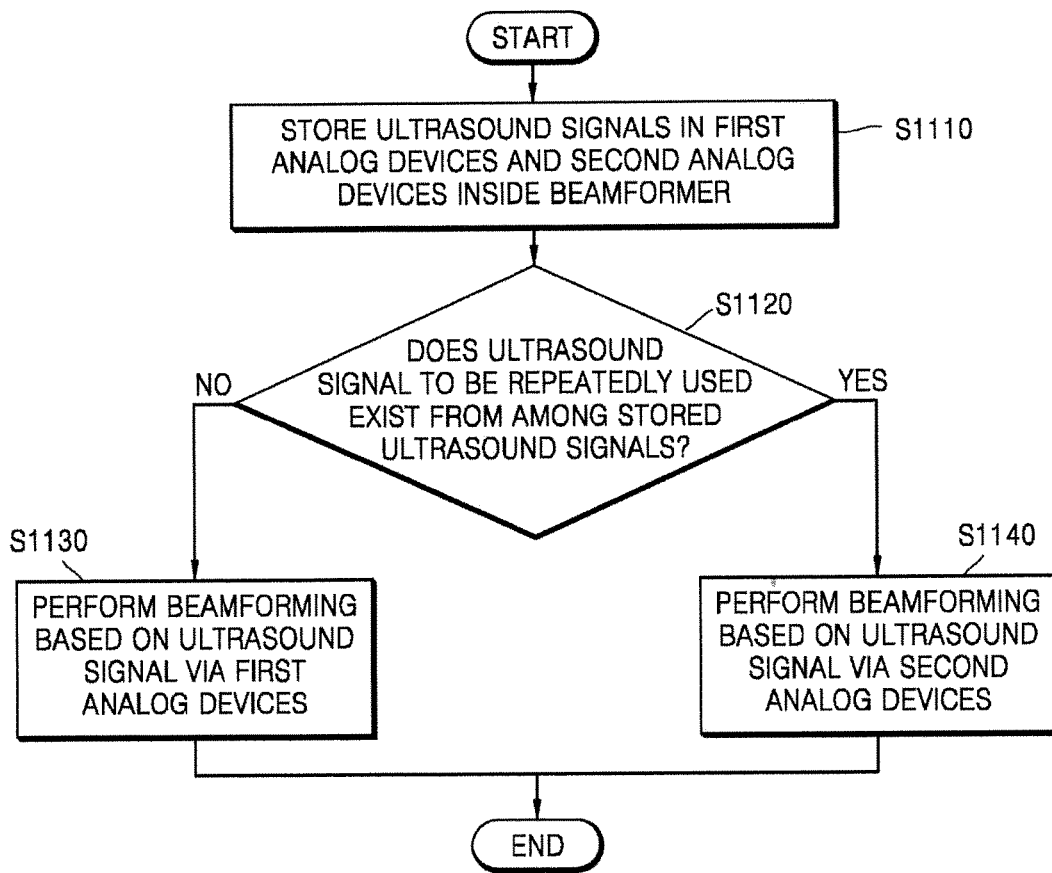 START
STORE ULTRASOUND SIGNALS IN FIRST
ANALOG DEVICES AND SECOND ANALOG
DEVICES INSIDE BEAMFORMER
S1110
S1120
DOES ULTRASOUND
SIGNAL TO BE REPEATEDLY USED
EXIST FROM AMONG STORED
ULTRASOUND SIGNALS?
NO
YES
S1130
PERFORM BEAMFORMING
BASED ON ULTRASOUND
SIGNAL VIA FIRST
ANALOG DEVICES
S1140
PERFORM BEAMFORMING
BASED ON ULTRASOUND
SIGNAL VIA SECOND
ANALOG DEVICES
END